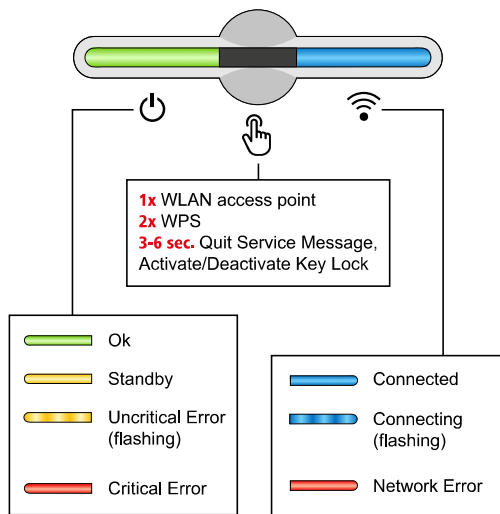 1x WLAN access point
2x WPS
3-6 sec. Quit Service Message,
Activate/Deactivate Key Lock
Ok
Standby
Uncritical Error
(flashing)
Critical Error
Connected
Connecting
(flashing)
Network Error